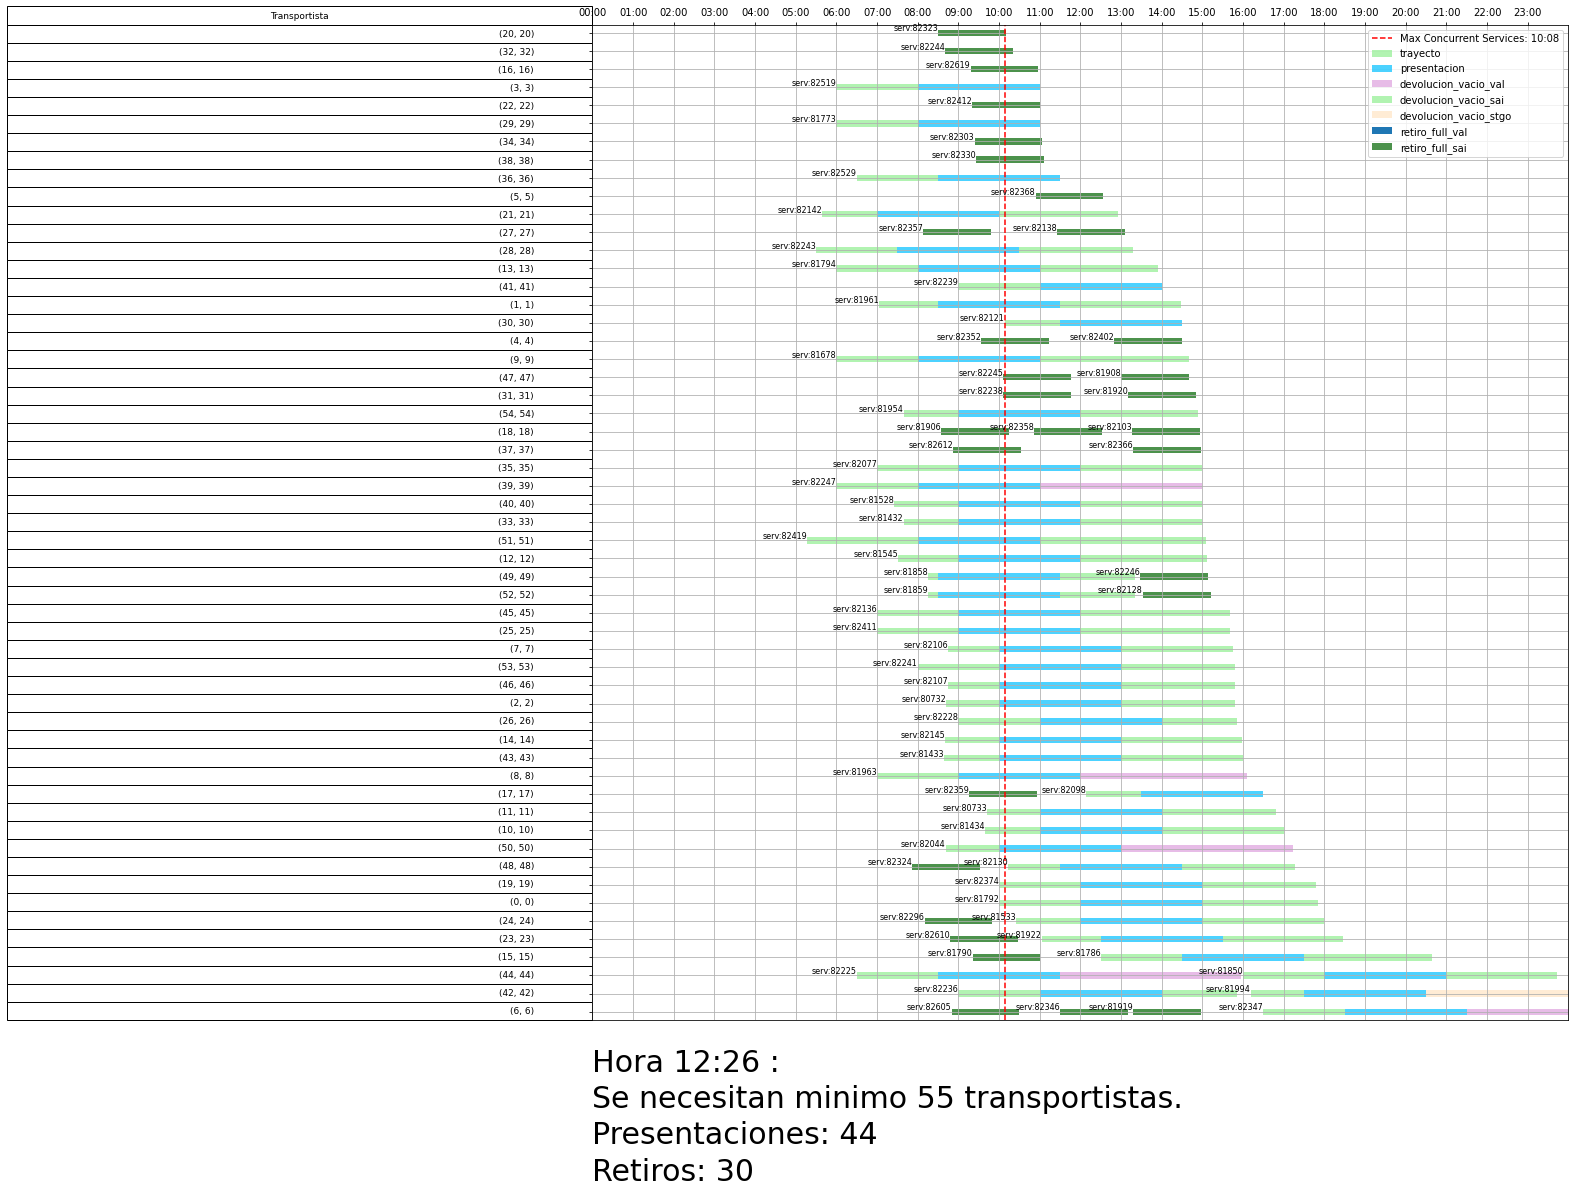 Transportista
00:00 01:00 02:00 03:00 04:00 05:00 06:00 07:00 08:00 09:00 10:00 11:00 12:00 13:00 14:00 15:00 16:00 17:00 18:00 19:00 20:00 21:00 22:00 23:00
Max Concurrent Services: 10:08
trayecto
presentacion
devolucion_vacio_val
devolucion_vacio_sai
devolucion_vacio_stgo
retiro_full_val
retiro_full_sai
(20, 20) serv:82323
(32, 32) serv:82244
(16, 16) serv:82619
(3, 3) serv:82519
(22, 22) serv:82412
(29, 29) serv:81773
(34, 34) serv:82303
(38, 38) serv:82330
(36, 36) serv:82529
(5, 5) serv:82368
(21, 21) serv:82142
(27, 27) serv:82357 serv:82138
(28, 28) serv:82243
(13, 13) serv:81794
(41, 41) serv:82239
(1, 1) serv:81961
(30, 30) serv:82121
(4, 4) serv:82352 serv:82402
(9, 9) serv:81678
(47, 47) serv:82245 serv:81908
(31, 31) serv:82238 serv:81920
(54, 54) serv:81954
(18, 18) serv:81906 serv:82358 serv:82103
(37, 37) serv:82612 serv:82366
(35, 35) serv:82077
(39, 39) serv:82247
(40, 40) serv:81528
(33, 33) serv:81432
(51, 51) serv:82419
(12, 12) serv:81545
(49, 49) serv:81858 serv:82246
(52, 52) serv:81859 serv:82128
(45, 45) serv:82136
(25, 25) serv:82411
(7, 7) serv:82106
(53, 53) serv:82241
(46, 46) serv:82107
(2, 2) serv:80732
(26, 26) serv:82228
(14, 14) serv:82145
(43, 43) serv:81433
(8, 8) serv:81963
(17, 17) serv:82359 serv:82098
(11, 11) serv:80733
(10, 10) serv:81434
(50, 50) serv:82044
(48, 48) serv:82324 serv:82130
(19, 19) serv:82374
(0, 0) serv:81792
(24, 24) serv:82296 serv:81533
(23, 23) serv:82610 serv:81922
(15, 15) serv:81790 serv:81786
(44, 44) serv:82225 serv:81850
(42, 42) serv:82236 serv:81994
(6, 6) serv:82605 serv:82346 serv:81919 serv:82347
Hora 12:26 :
Se necesitan minimo 55 transportistas.
Presentaciones: 44
Retiros: 30